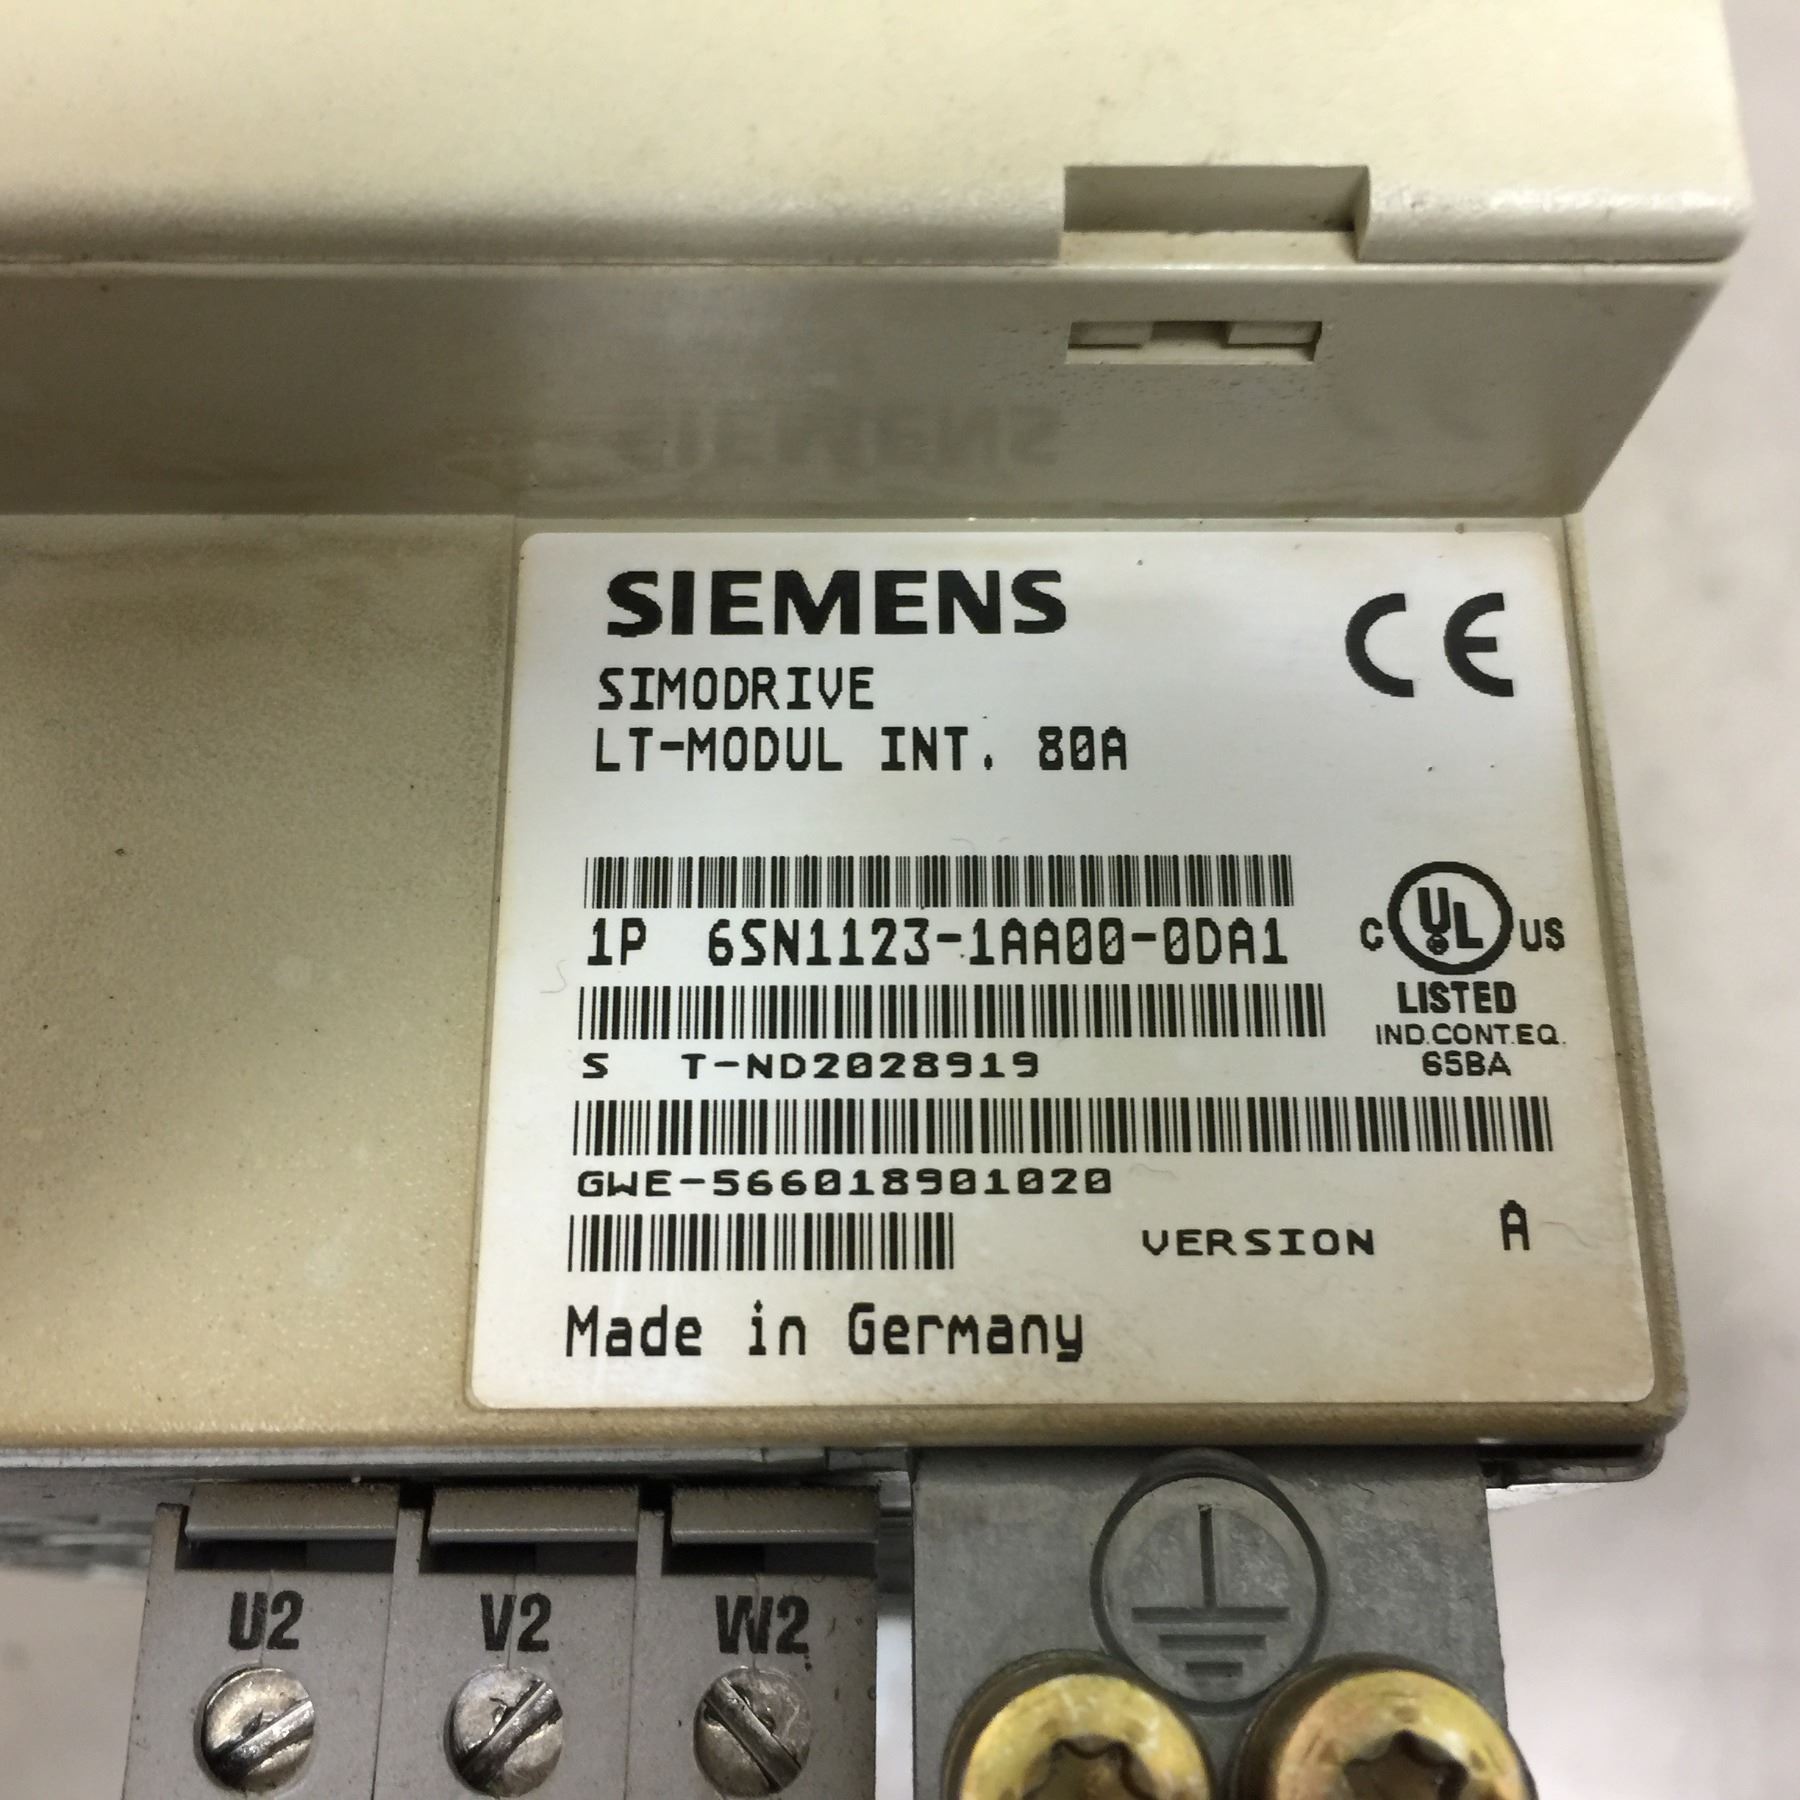 SIEMENS
CE
SIMODRIVE
LT-MODUL INT. 80A
1P 6SN1123-1AA00-0DA1
C UL US
LISTED
IND.CONT.EQ.
65BA
S T-ND2028919
GWE-566018901020
VERSION A
Made in Germany
U2 V2 W2